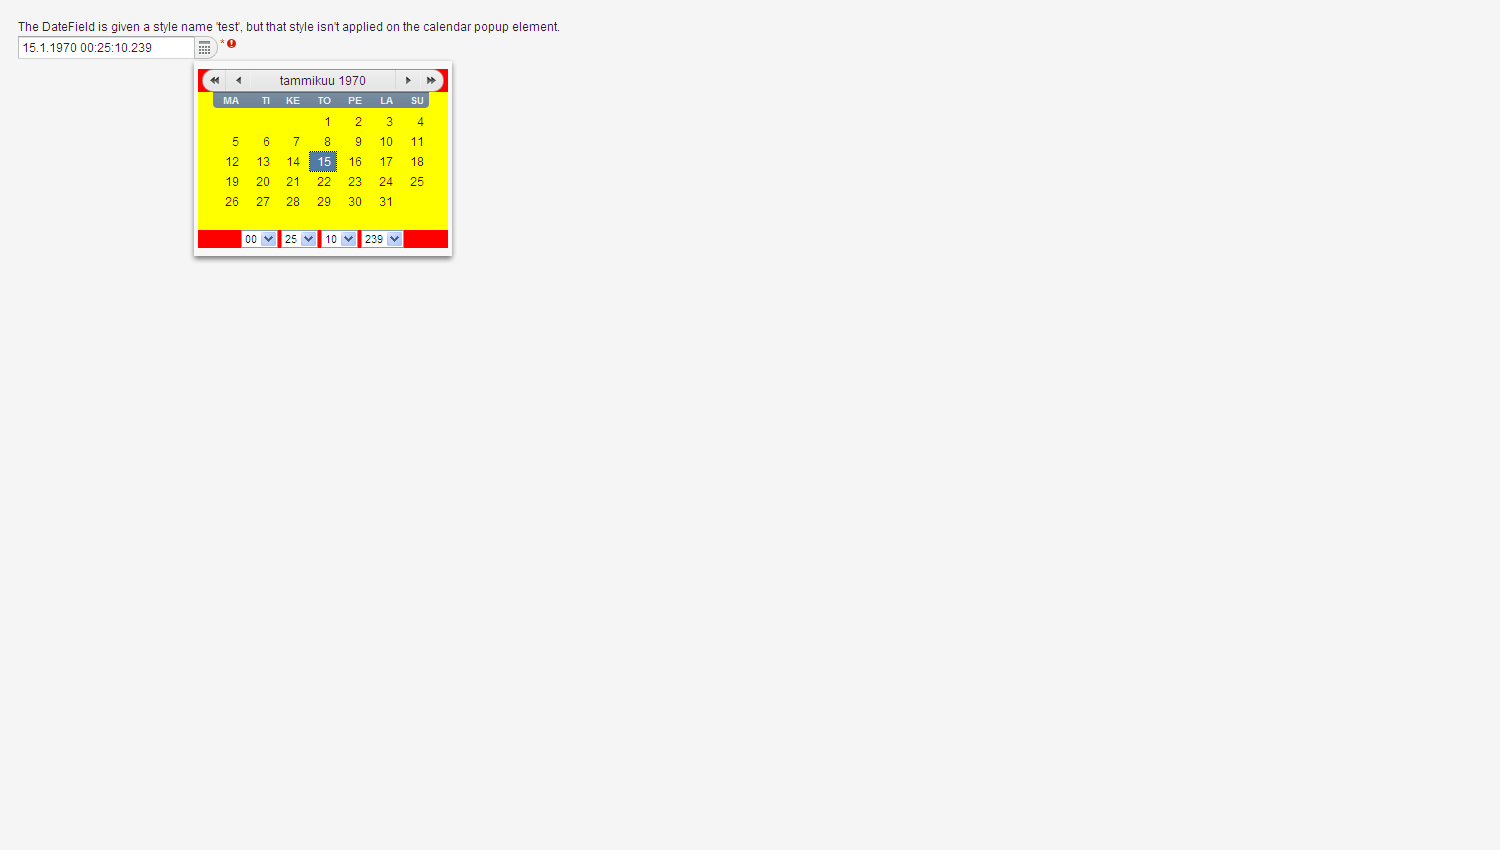 The DateField is given a style name 'test', but that style isn't applied on the calendar popup element.
15.1.1970 00:25:10.239 *
tammikuu 1970
MA TI KE TO PE LA SU
1 2 3 4
5 6 7 8 9 10 11
12 13 14 15 16 17 18
19 20 21 22 23 24 25
26 27 28 29 30 31
00 25 10 239